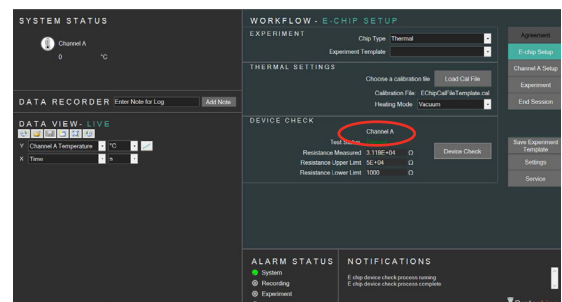 SYSTEM STATUS
Channel A
0 °C
DATA RECORDER Enter Note for Log Add Note
DATA VIEW- LIVE
Y Channel A Temperature °C
X Time s
WORKFLOW - E-CHIP SETUP
EXPERIMENT
Chip Type Thermal
Experiment Template
THERMAL SETTINGS
Choose a calibration file Load Cal File
Calibration File: EChipCalFileTemplate.cal
Heating Mode Vacuum
DEVICE CHECK
Channel A
Test Status
Resistance Measured 3.119E+04 Ω
Device Check
Resistance Upper Limit 5E+04 Ω
Resistance Lower Limit 1000 Ω
Agreement
E-chip Setup
Channel A Setup
Experiment
End Session
Save Experiment
Template
Settings
Service
ALARM STATUS
System
Recording
Experiment
NOTIFICATIONS
E chip device check process running
E chip device check process complete